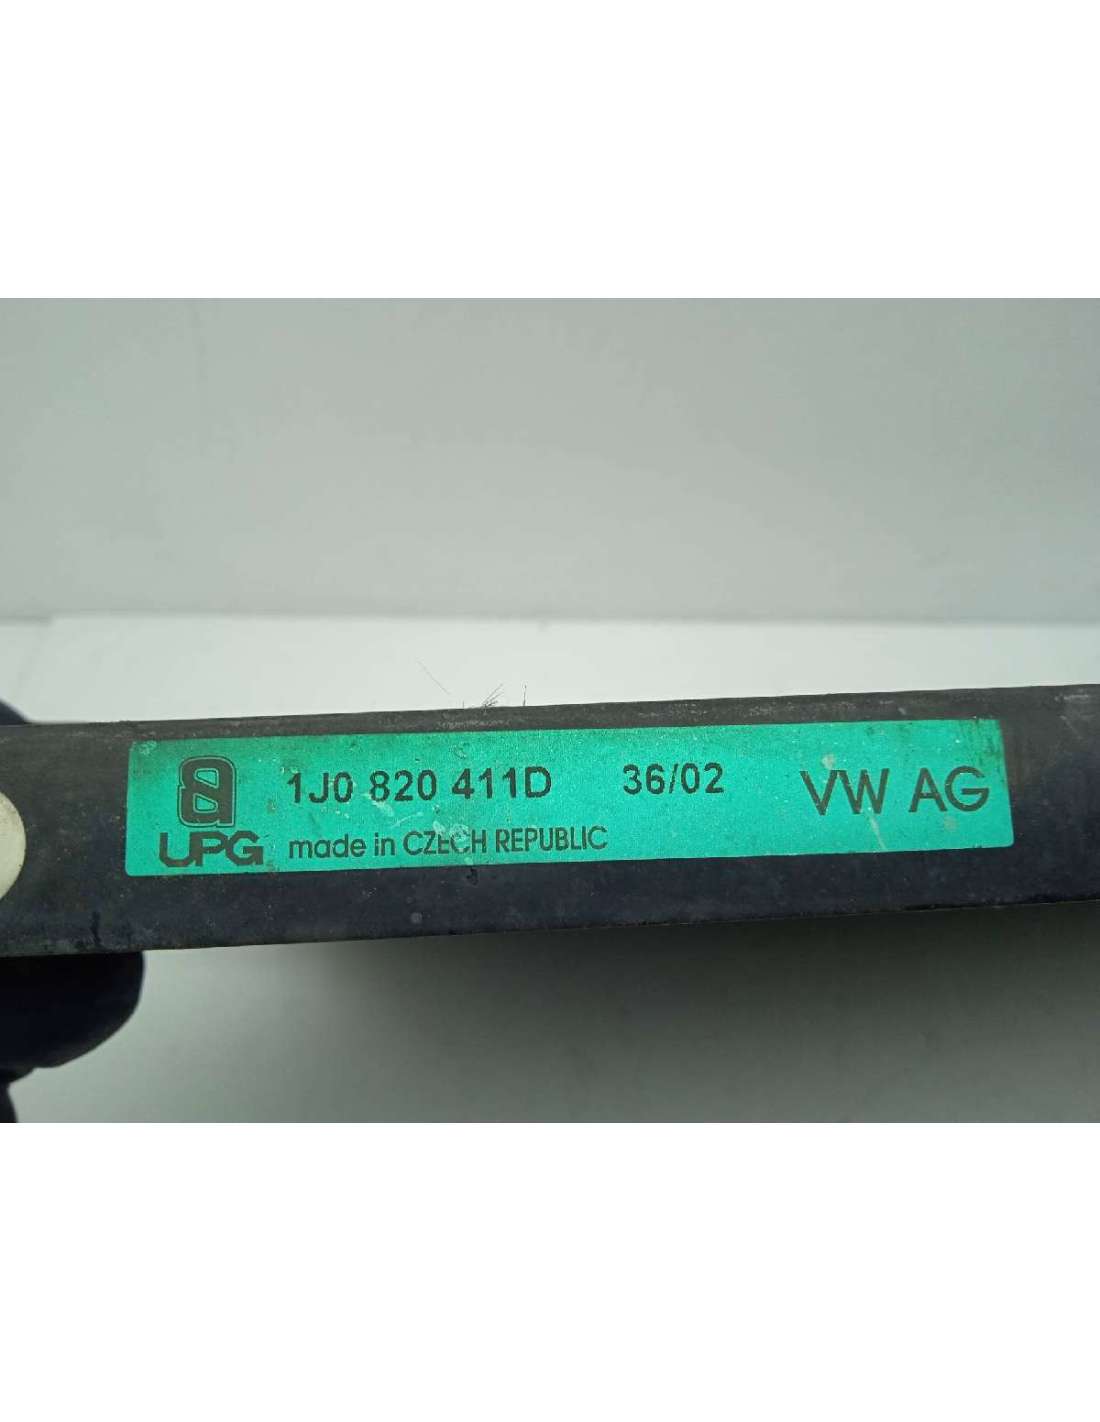 1J0 820 411D 36/02 VW AG
UPG made in CZECH REPUBLIC